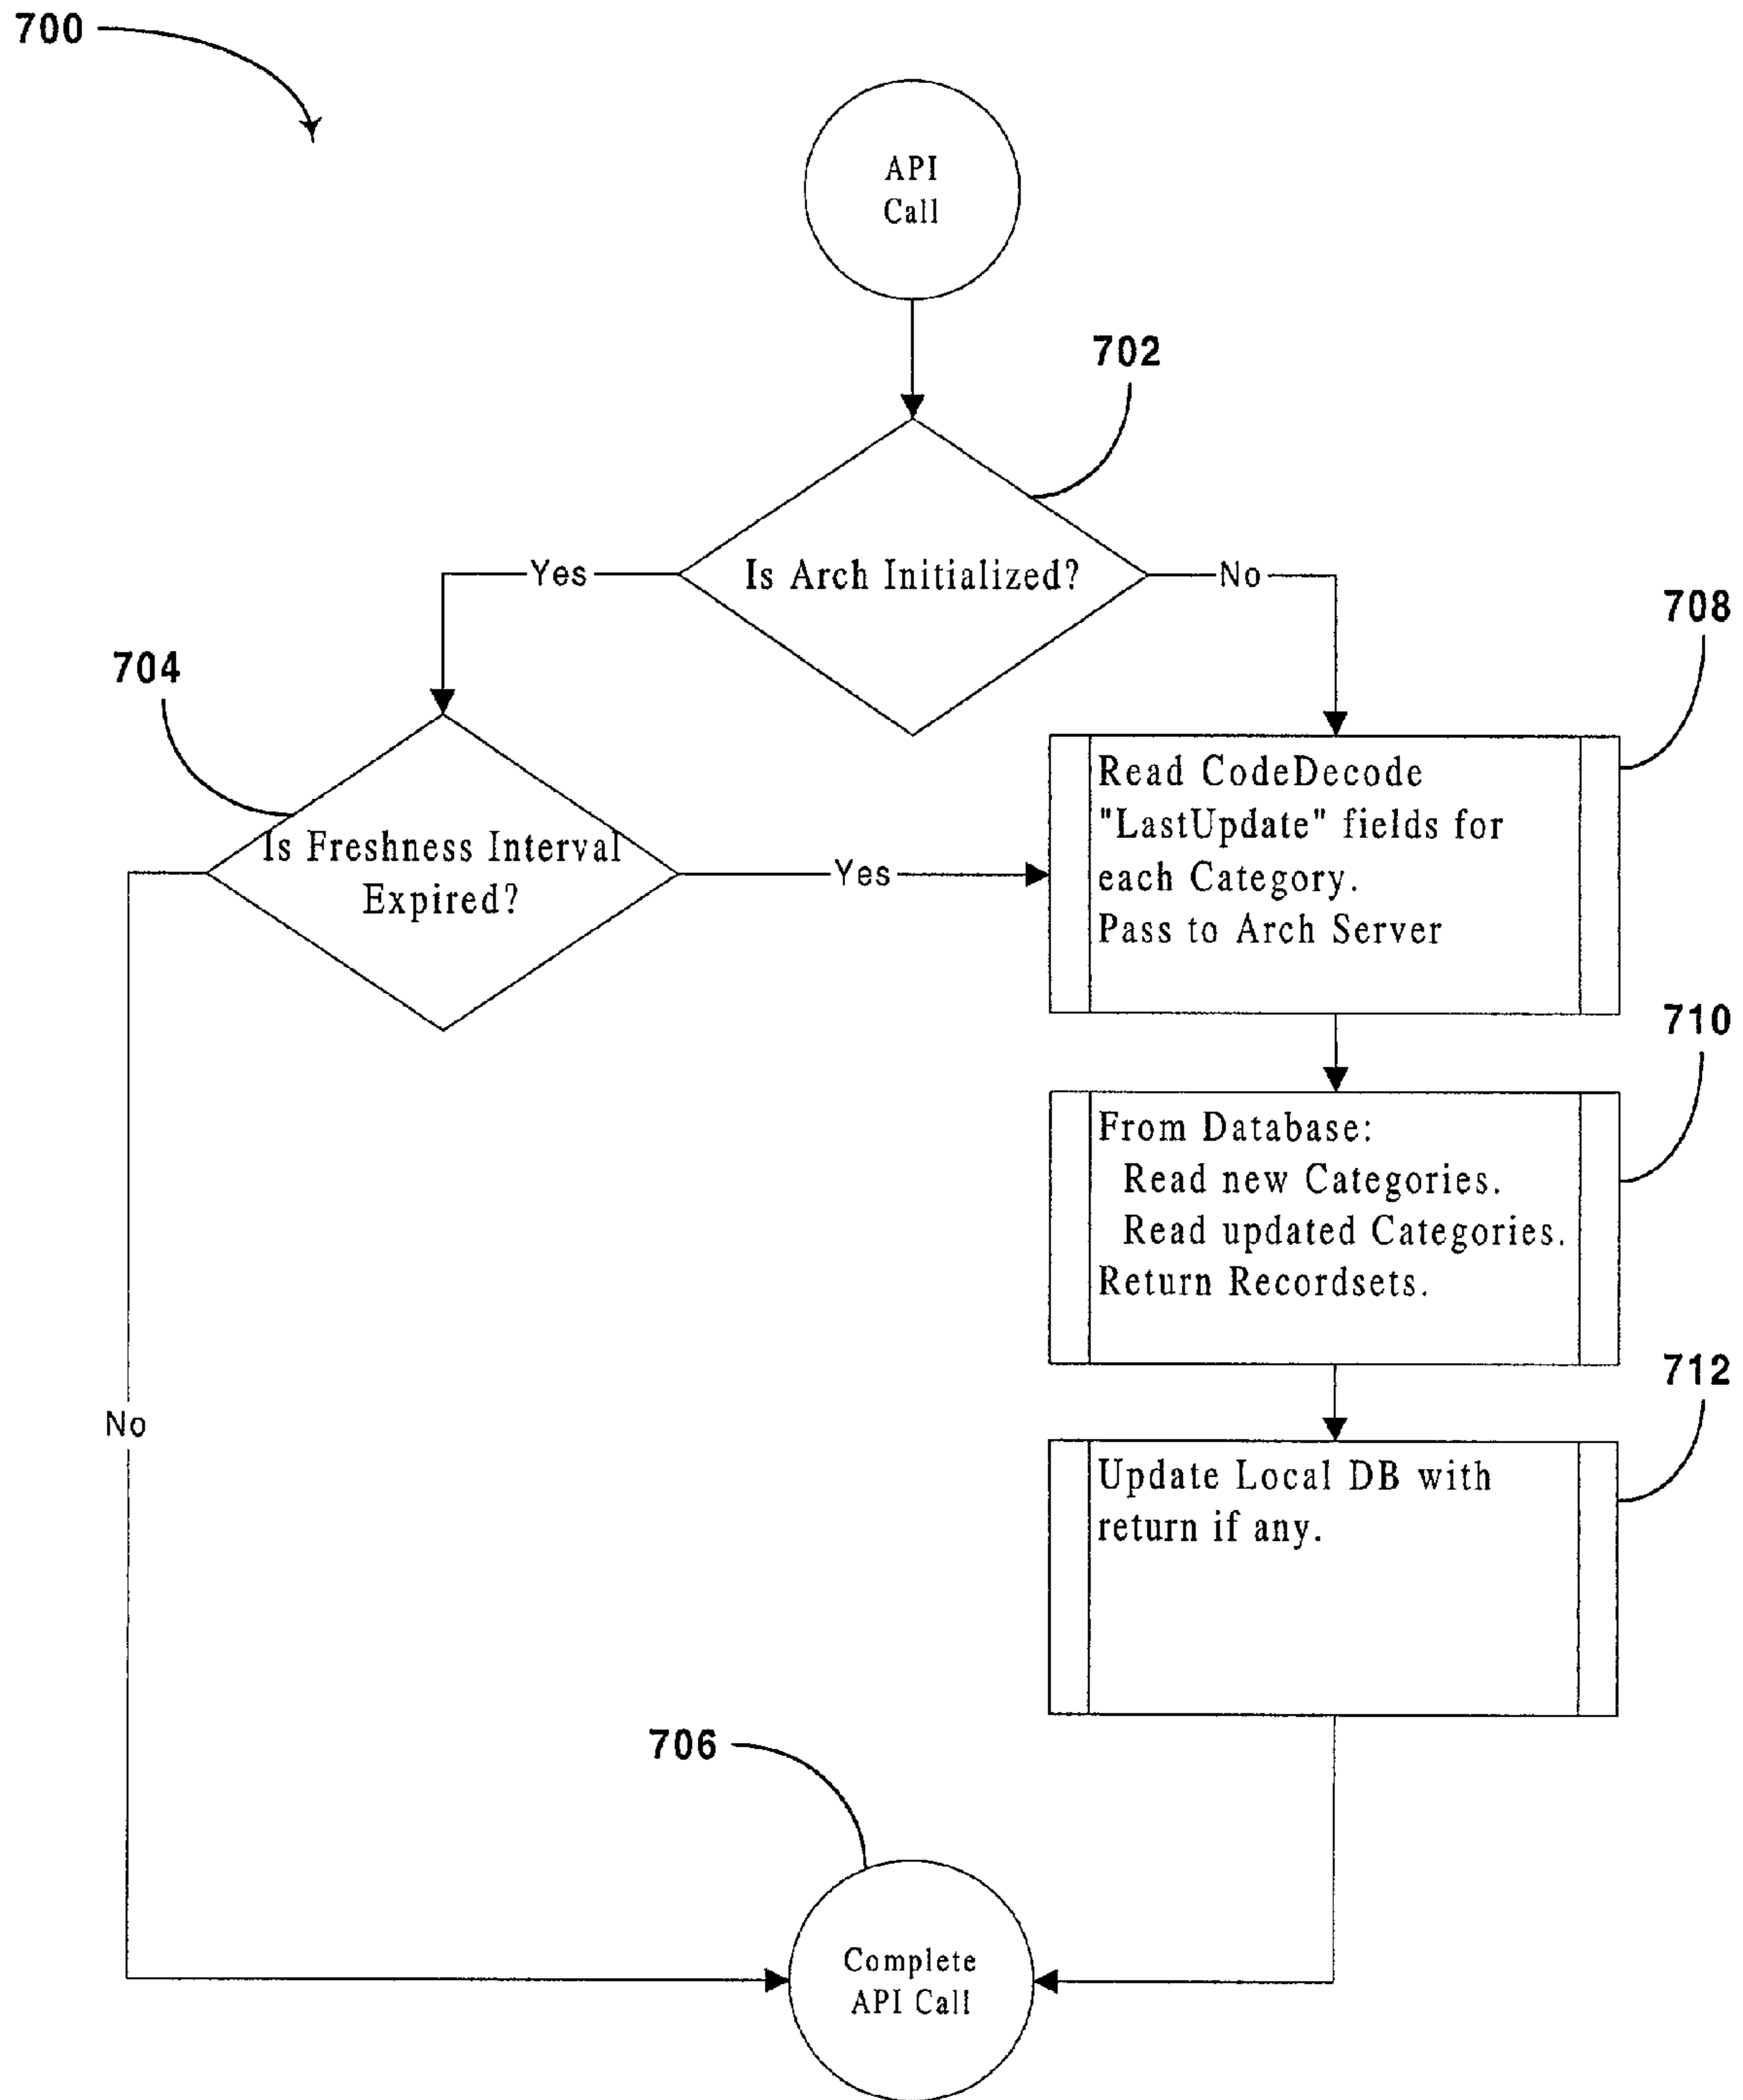 700
API
Call
702
Yes
Is Arch Initialized?
No
708
704
Read CodeDecode
"LastUpdate" fields for
each Category.
Pass to Arch Server
Is Freshness Interval
Expired?
Yes
710
From Database:
Read new Categories.
Read updated Categories.
Return Recordsets.
712
No
Update Local DB with
return if any.
706
Complete
API Call